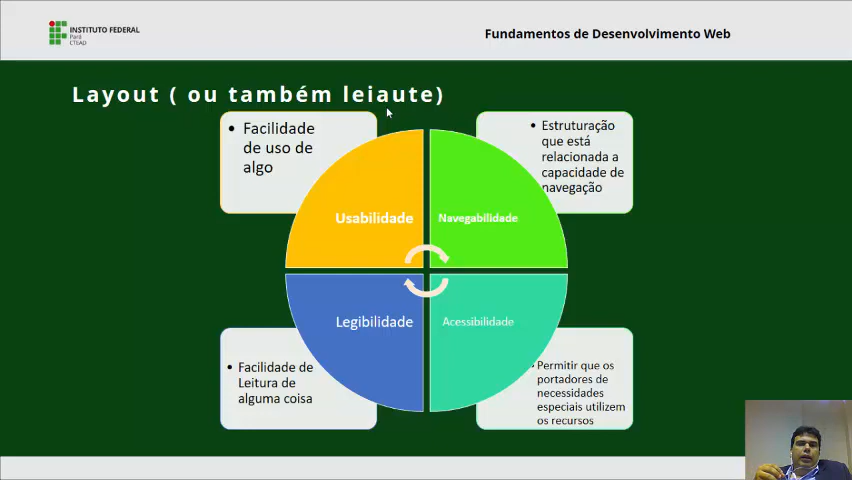 INSTITUTO FEDERAL
Pará
CTEAD
Fundamentos de Desenvolvimento Web
Layout ( ou também leiaute)
• Facilidade
de uso de
algo
• Estruturação
que está
relacionada a
capacidade de
navegação
Usabilidade
Navegabilidade
Legibilidade
Acessibilidade
• Facilidade de
Leitura de
alguma coisa
• Permitir que os
portadores de
necessidades
especiais utilizem
os recursos